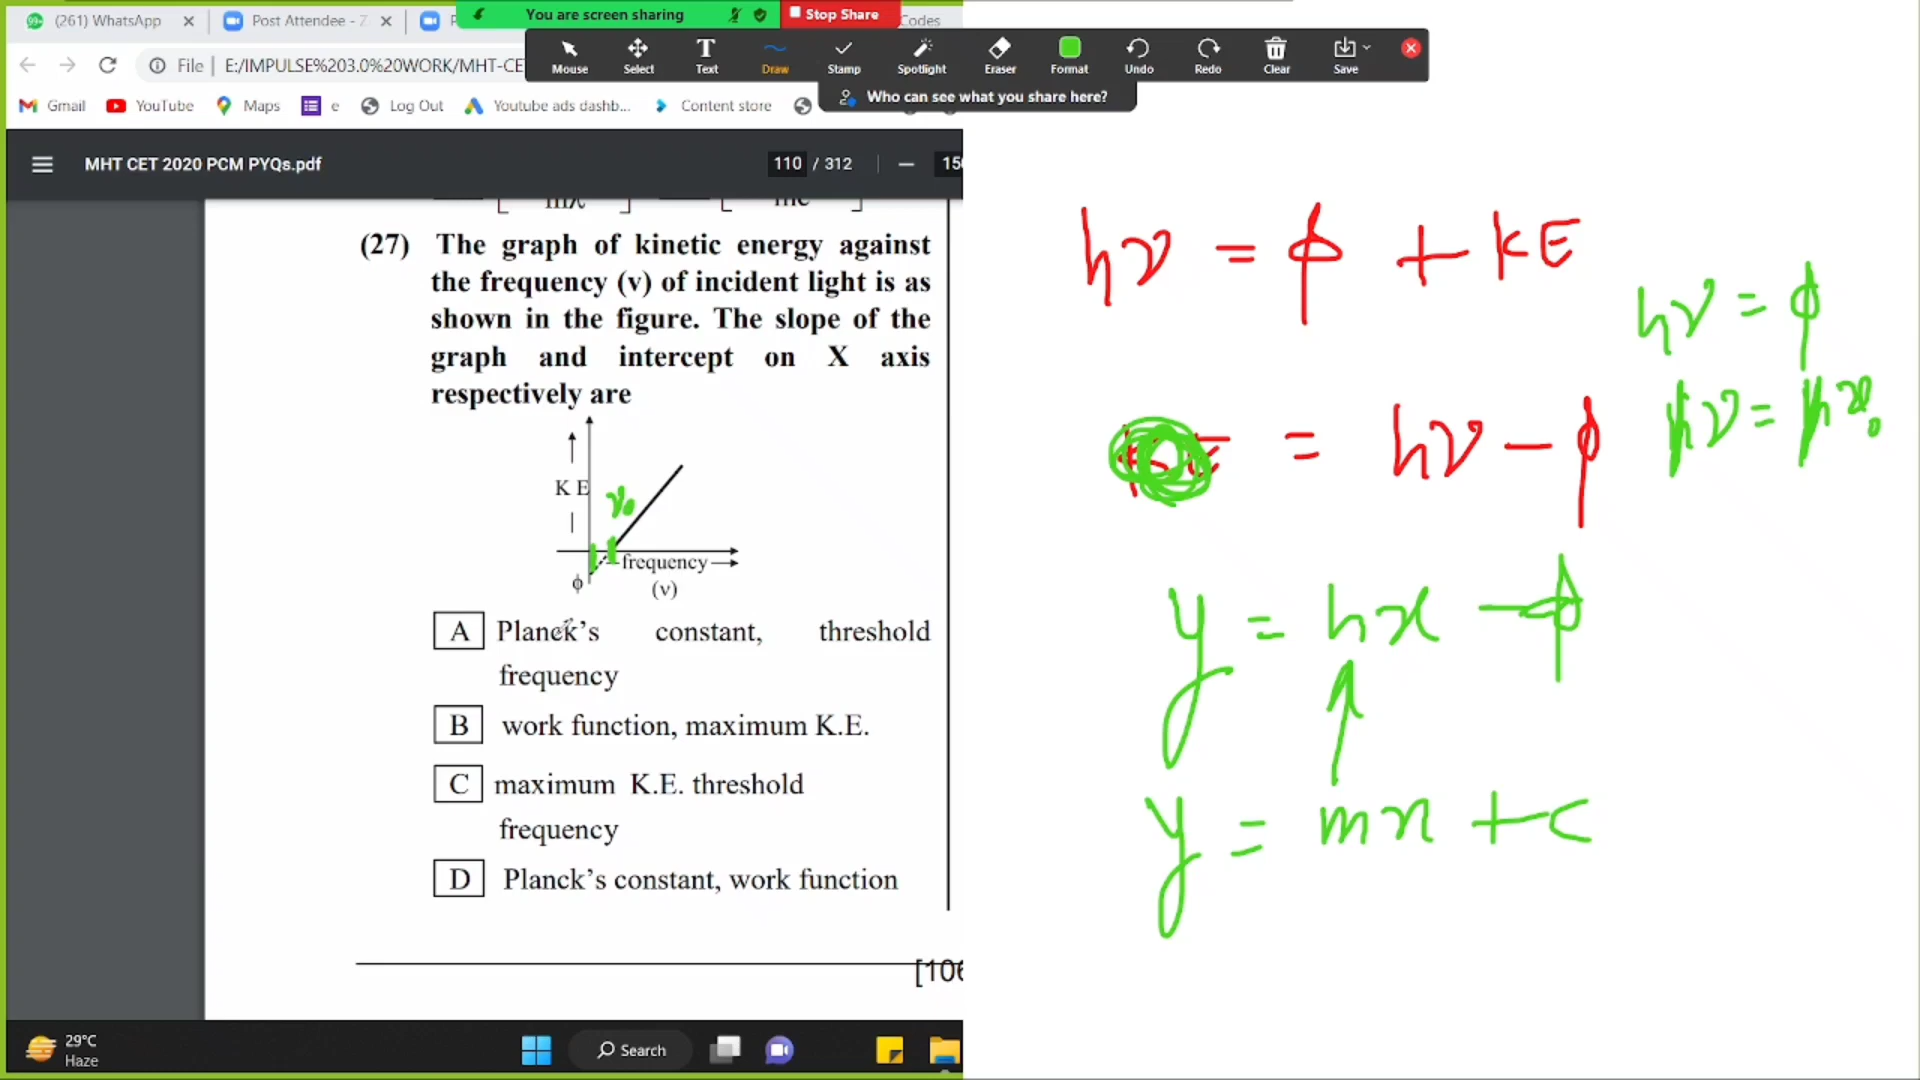 (261) WhatsApp
Post Attendee - Z
You are screen sharing
Stop Share
Codes
File
E:/IMPULSE%203.0%20WORK/MHT-CE
Mouse
Select
Text
Draw
Stamp
Spotlight
Eraser
Format
Undo
Redo
Clear
Save
Who can see what you share here?
Gmail
YouTube
Maps
e
Log Out
Youtube ads dashb...
Content store
MHT CET 2020 PCM PYQs.pdf
110 / 312
15
(27) The graph of kinetic energy against
the frequency (ν) of incident light is as
shown in the figure. The slope of the
graph and intercept on X axis
respectively are
K E
ν₀
frequency
ϕ
(ν)
A Planck's constant, threshold
frequency
B work function, maximum K.E.
C maximum K.E. threshold
frequency
D Planck's constant, work function
[106
hν = ϕ + KE
hν = ϕ
hν = hν₀
= hν − ϕ
y = hx − ϕ
y = mx + c
29°C
Haze
Search